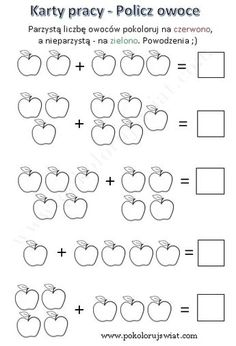 Karty pracy - Policz owoce
Parzystą liczbę owoców pokoloruj na czerwono,
a nieparzystą - na zielono. Powodzenia ;)
+ =
+ =
+ =
+ =
+ =
www.pokolorujswiat.com